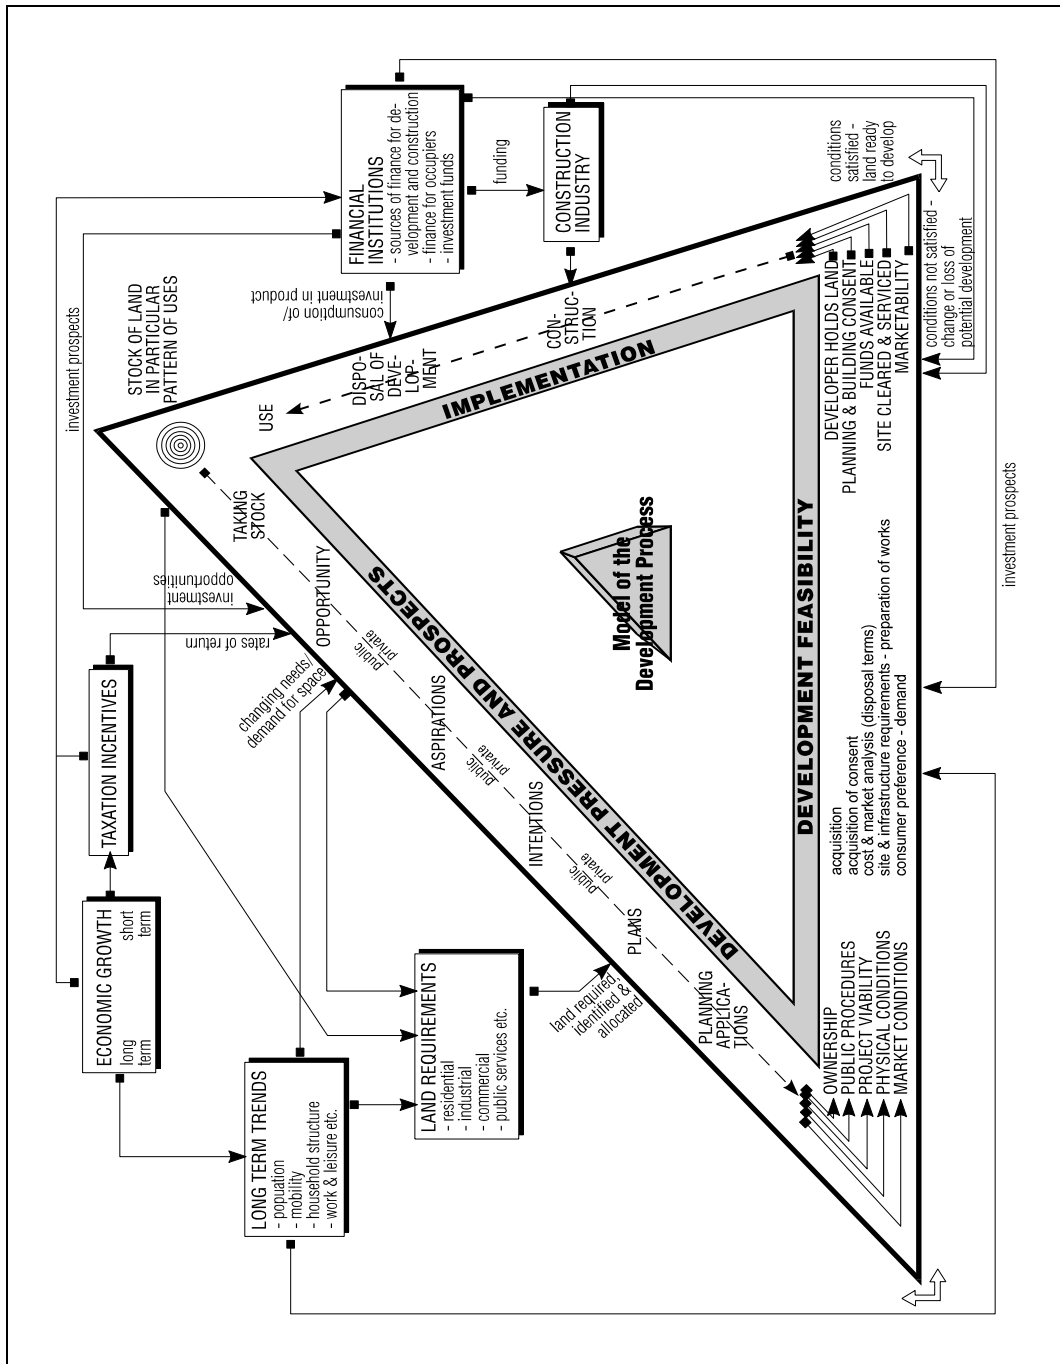 ECONOMIC GROWTH
long
term
short
term
TAXATION INCENTIVES
investment prospects
LONG TERM TRENDS
- popuation
- mobility
- household structure
- work & leisure etc.
LAND REQUIREMENTS
- residential
- industrial
- commercial
- public services etc.
changing needs/
demand for space
rates of return
investment
opportunities
land required,
identified &
allocated
STOCK OF LAND
IN PARTICULAR
PATTERN OF USES
FINANCIAL
INSTITUTIONS
- sources of finance for de-
velopment and construction
- finance for occupiers
- investment funds
funding
CONSTRUCTION
INDUSTRY
consumption of/
investment in product
TAKING
STOCK
OPPORTUNITY
public
private
ASPIRATIONS
public
private
INTENTIONS
public
private
PLANS
PLANNING
APPLICA-
TIONS
DEVELOPMENT PRESSURE AND PROSPECTS
USE
DISPO-
SAL OF
DEVE-
LOP-
MENT
CON-
STRUC-
TION
IMPLEMENTATION
Model of the
Development Process
DEVELOPMENT FEASIBILITY
OWNERSHIP
PUBLIC PROCEDURES
PROJECT VIABILITY
PHYSICAL CONDITIONS
MARKET CONDITIONS
acquisition
acquisition of consent
cost & market analysis (disposal terms)
site & infrastructure requirements - preparation of works
consumer preference - demand
DEVELOPER HOLDS LAND
PLANNING & BUILDING CONSENT
FUNDS AVAILABLE
SITE CLEARED & SERVICED
MARKETABILITY
conditions
satisfied -
land ready
to develop
conditions not satisfied -
change or loss of
potential development
investment prospects